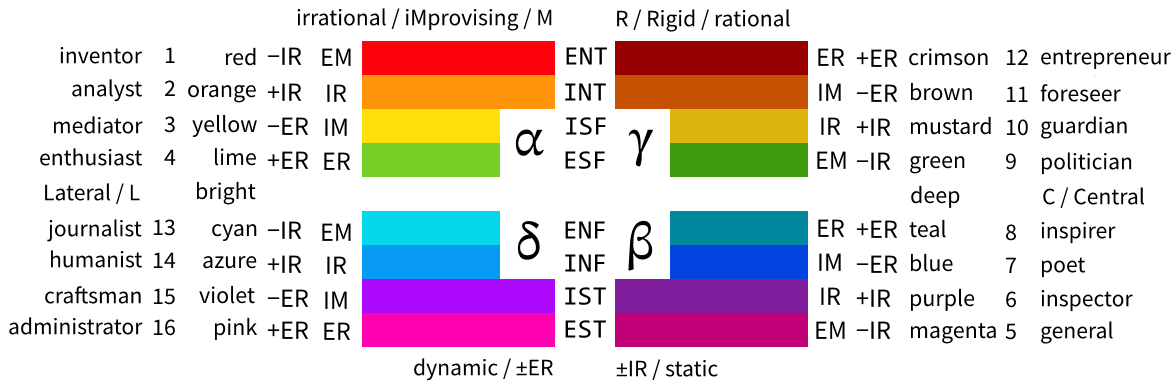 irrational / iMprovising / M R / Rigid / rational
inventor 1 red −IR EM ENT ER +ER crimson 12 entrepreneur
analyst 2 orange +IR IR INT IM −ER brown 11 foreseer
mediator 3 yellow −ER IM α ISF γ IR +IR mustard 10 guardian
enthusiast 4 lime +ER ER ESF EM −IR green 9 politician
Lateral / L bright deep C / Central
journalist 13 cyan −IR EM δ ENF β ER +ER teal 8 inspirer
humanist 14 azure +IR IR INF IM −ER blue 7 poet
craftsman 15 violet −ER IM IST IR +IR purple 6 inspector
administrator 16 pink +ER ER EST EM −IR magenta 5 general
dynamic / ±ER ±IR / static